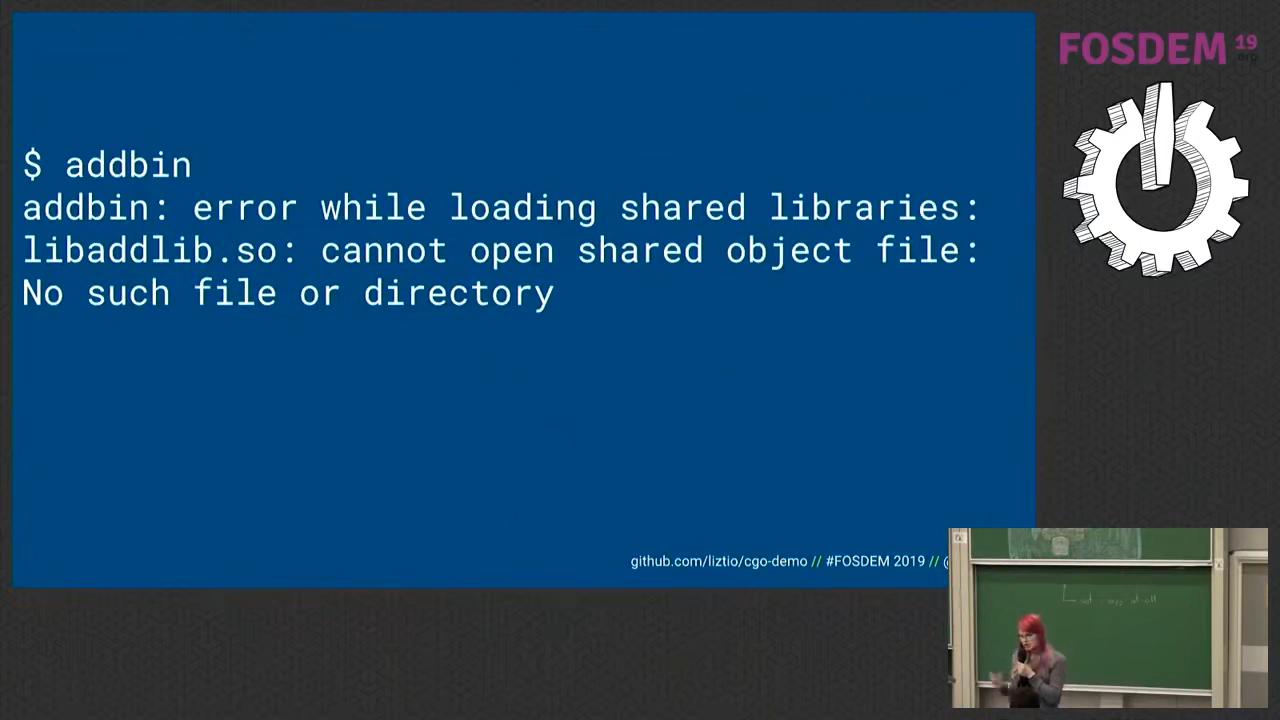 $ addbin
addbin: error while loading shared libraries:
libaddlib.so: cannot open shared object file:
No such file or directory
github.com/liztio/cgo-demo // #FOSDEM 2019 // @
FOSDEM 19
.org